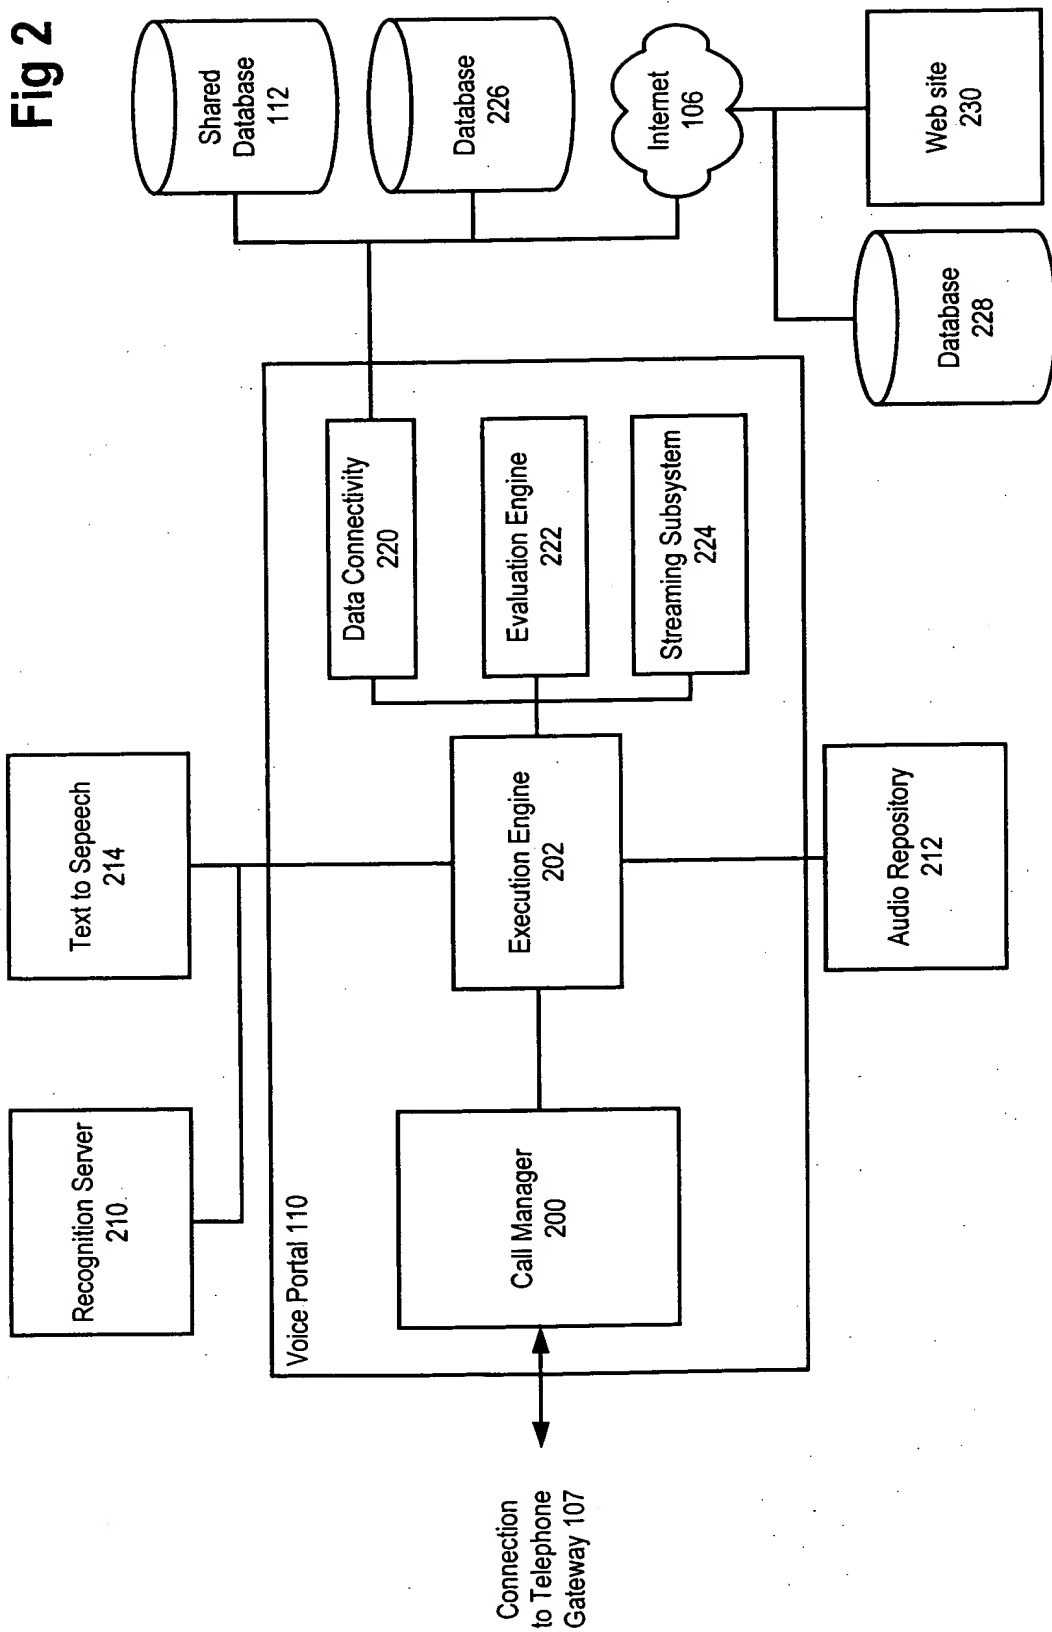 Fig 2
Recognition Server
210
Text to Sepeech
214
Shared
Database
112
Database
226
Internet
106
Web site
230
Database
228
Voice Portal 110
Data Connectivity
220
Evaluation Engine
222
Streaming Subsystem
224
Call Manager
200
Execution Engine
202
Audio Repository
212
Connection
to Telephone
Gateway 107